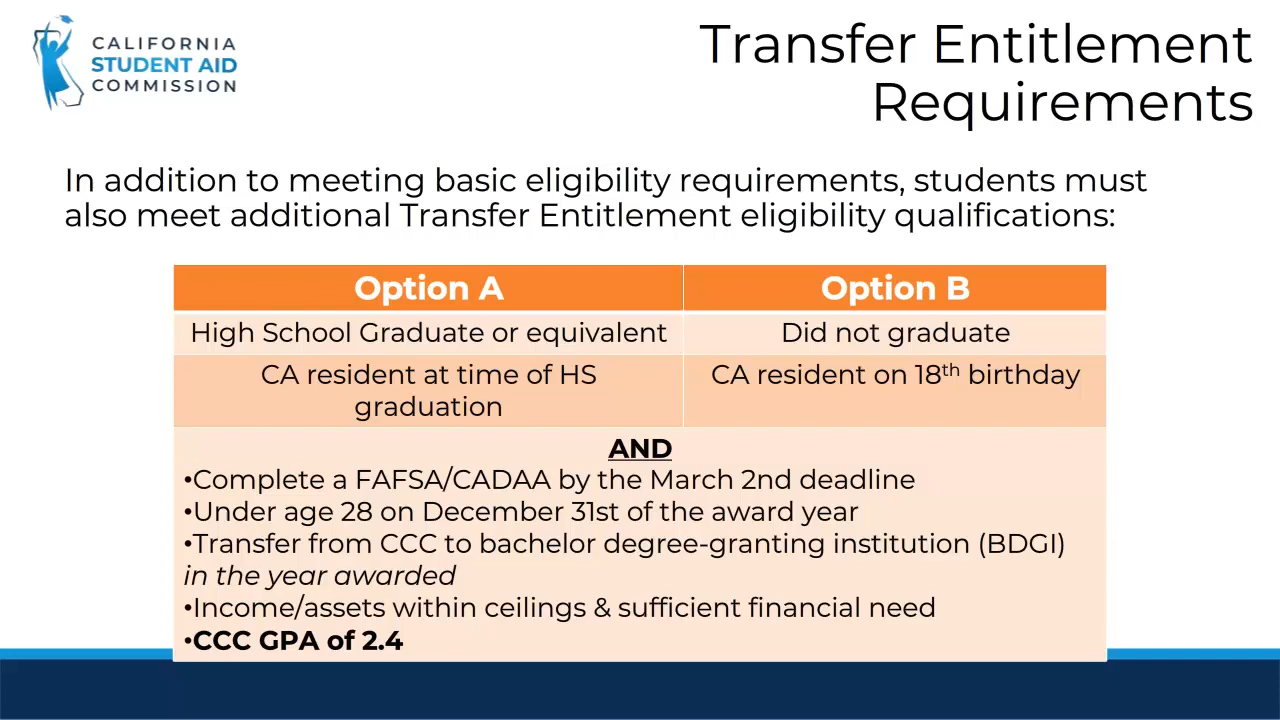 CALIFORNIA
STUDENT AID
COMMISSION
Transfer Entitlement
Requirements
In addition to meeting basic eligibility requirements, students must
also meet additional Transfer Entitlement eligibility qualifications:
Option A
Option B
High School Graduate or equivalent
Did not graduate
CA resident at time of HS
graduation
CA resident on 18th birthday
AND
•Complete a FAFSA/CADAA by the March 2nd deadline
•Under age 28 on December 31st of the award year
•Transfer from CCC to bachelor degree-granting institution (BDGI)
in the year awarded
•Income/assets within ceilings & sufficient financial need
•CCC GPA of 2.4